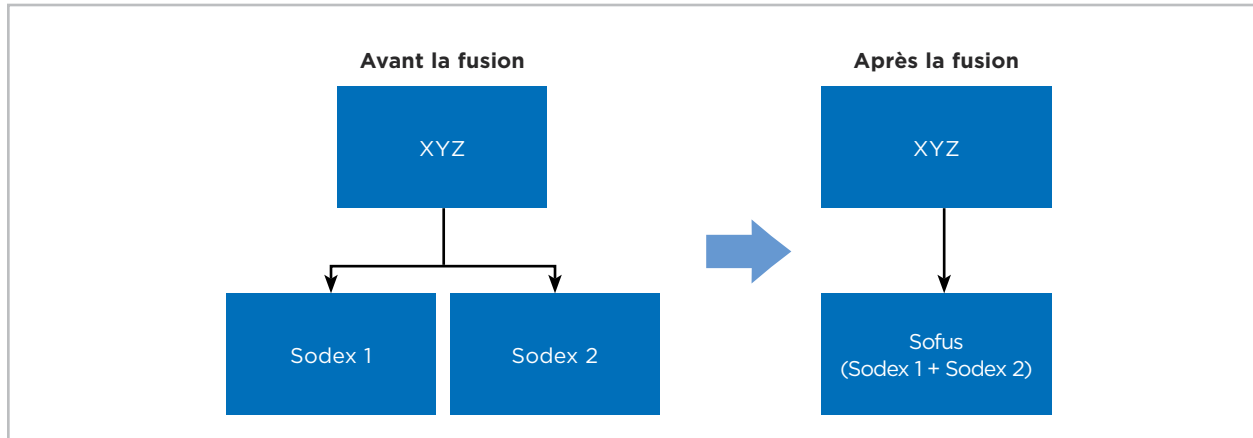 Avant la fusion
Après la fusion
XYZ
XYZ
Sodex 1
Sodex 2
Sofus
(Sodex 1 + Sodex 2)